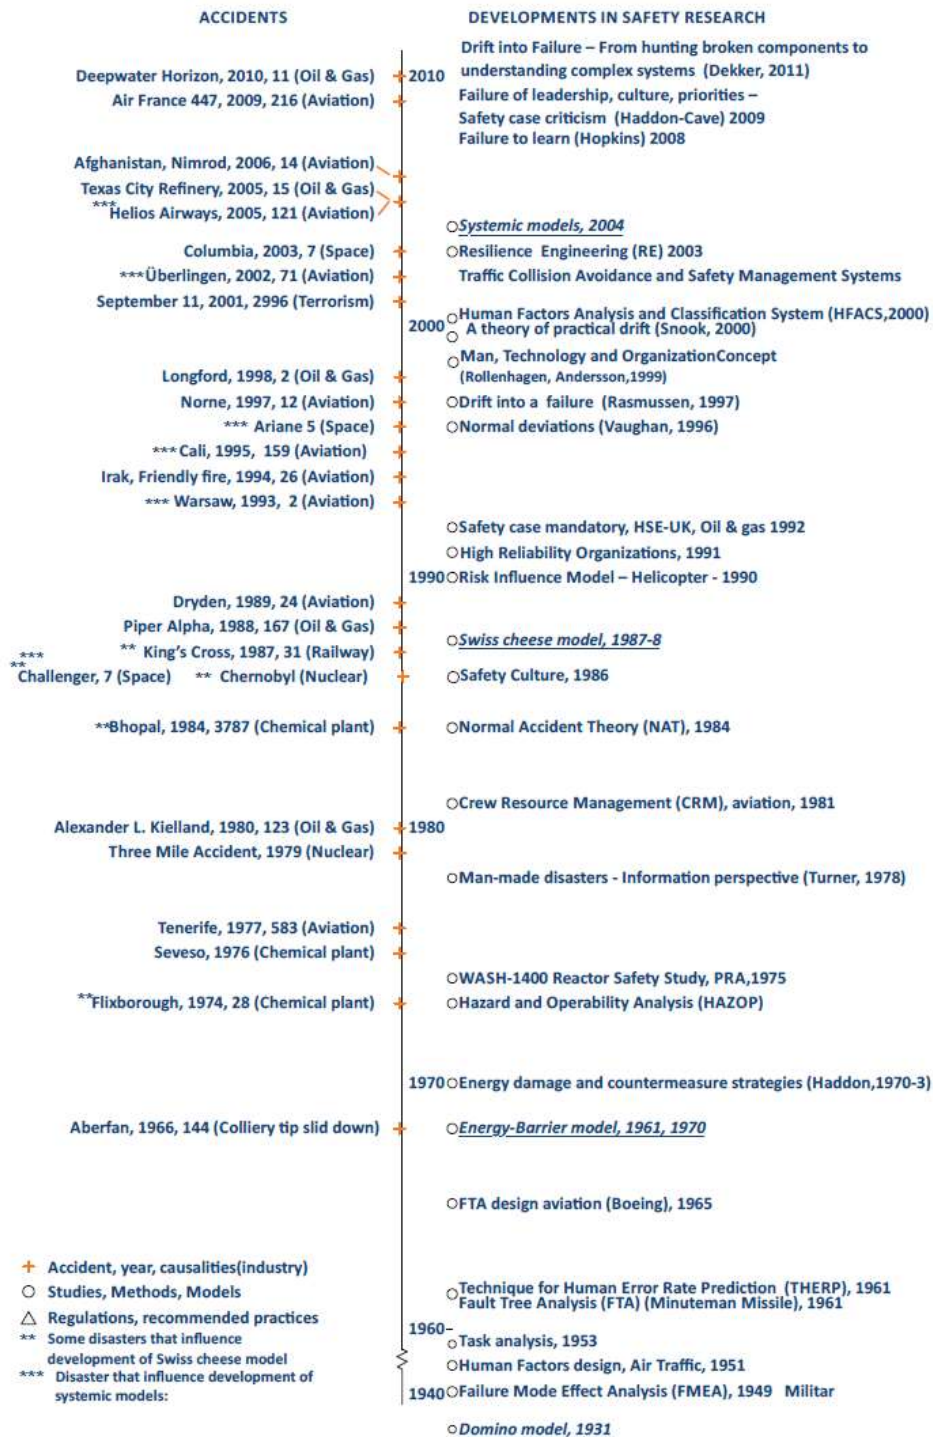 ACCIDENTS
Deepwater Horizon, 2010, 11 (Oil & Gas)
Air France 447, 2009, 216 (Aviation)
Afghanistan, Nimrod, 2006, 14 (Aviation)
Texas City Refinery, 2005, 15 (Oil & Gas)
***Helios Airways, 2005, 121 (Aviation)
Columbia, 2003, 7 (Space)
***Überlingen, 2002, 71 (Aviation)
September 11, 2001, 2996 (Terrorism)
Longford, 1998, 2 (Oil & Gas)
Norne, 1997, 12 (Aviation)
*** Ariane 5 (Space)
***Cali, 1995, 159 (Aviation)
Irak, Friendly fire, 1994, 26 (Aviation)
*** Warsaw, 1993, 2 (Aviation)
Dryden, 1989, 24 (Aviation)
Piper Alpha, 1988, 167 (Oil & Gas)
** King's Cross, 1987, 31 (Railway)
***
**
Challenger, 7 (Space) ** Chernobyl (Nuclear)
**Bhopal, 1984, 3787 (Chemical plant)
Alexander L. Kielland, 1980, 123 (Oil & Gas)
Three Mile Accident, 1979 (Nuclear)
Tenerife, 1977, 583 (Aviation)
Seveso, 1976 (Chemical plant)
**Flixborough, 1974, 28 (Chemical plant)
Aberfan, 1966, 144 (Colliery tip slid down)
2010
2000
1990
1980
1970
1960
1940
DEVELOPMENTS IN SAFETY RESEARCH
Drift into Failure – From hunting broken components to
understanding complex systems (Dekker, 2011)
Failure of leadership, culture, priorities –
Safety case criticism (Haddon-Cave) 2009
Failure to learn (Hopkins) 2008
Systemic models, 2004
Resilience Engineering (RE) 2003
Traffic Collision Avoidance and Safety Management Systems
Human Factors Analysis and Classification System (HFACS,2000)
A theory of practical drift (Snook, 2000)
Man, Technology and OrganizationConcept
(Rollenhagen, Andersson,1999)
Drift into a failure (Rasmussen, 1997)
Normal deviations (Vaughan, 1996)
Safety case mandatory, HSE-UK, Oil & gas 1992
High Reliability Organizations, 1991
Risk Influence Model – Helicopter - 1990
Swiss cheese model, 1987-8
Safety Culture, 1986
Normal Accident Theory (NAT), 1984
Crew Resource Management (CRM), aviation, 1981
Man-made disasters - Information perspective (Turner, 1978)
WASH-1400 Reactor Safety Study, PRA,1975
Hazard and Operability Analysis (HAZOP)
Energy damage and countermeasure strategies (Haddon,1970-3)
Energy-Barrier model, 1961, 1970
FTA design aviation (Boeing), 1965
Technique for Human Error Rate Prediction (THERP), 1961
Fault Tree Analysis (FTA) (Minuteman Missile), 1961
Task analysis, 1953
Human Factors design, Air Traffic, 1951
Failure Mode Effect Analysis (FMEA), 1949 Militar
Domino model, 1931
Accident, year, causalities(industry)
Studies, Methods, Models
Regulations, recommended practices
** Some disasters that influence
development of Swiss cheese model
*** Disaster that influence development of
systemic models: